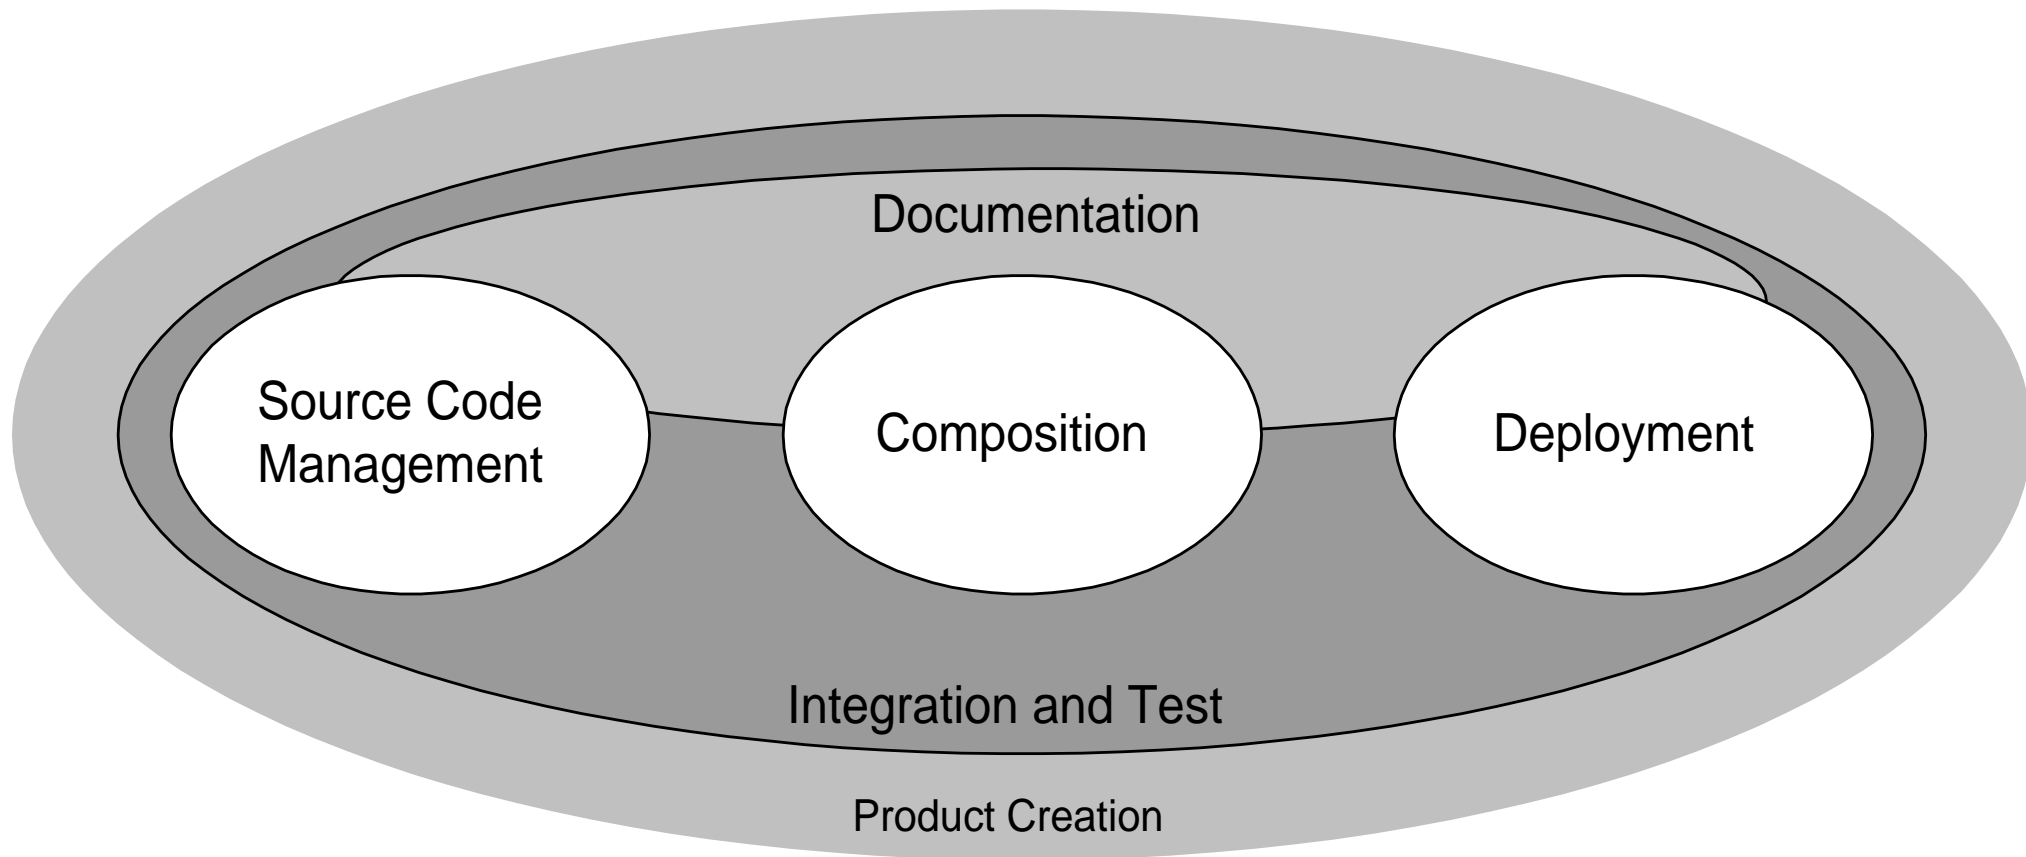 Documentation
Source Code
Management
Composition
Deployment
Integration and Test
Product Creation